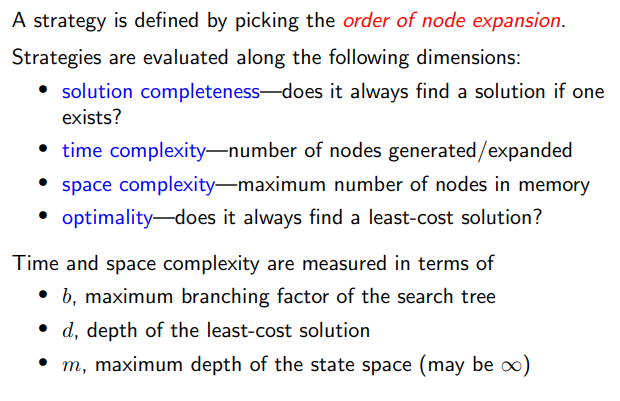 A strategy is defined by picking the order of node expansion.
Strategies are evaluated along the following dimensions:
• solution completeness—does it always find a solution if one
exists?
• time complexity—number of nodes generated/expanded
• space complexity—maximum number of nodes in memory
• optimality—does it always find a least-cost solution?
Time and space complexity are measured in terms of
• b, maximum branching factor of the search tree
• d, depth of the least-cost solution
• m, maximum depth of the state space (may be ∞)